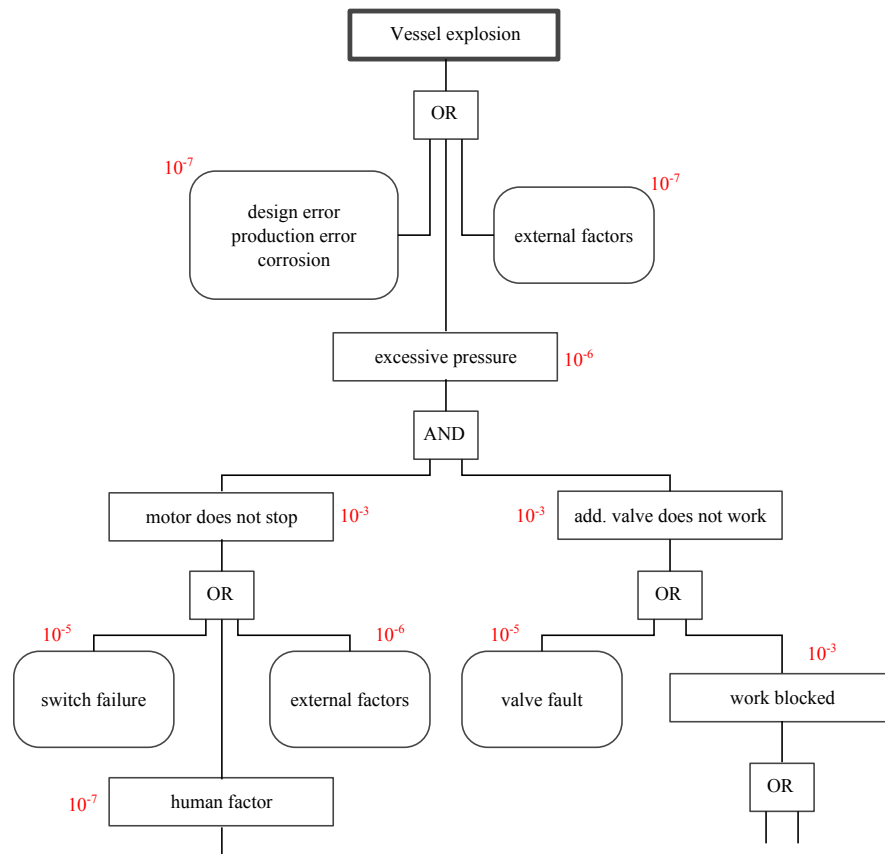 Vessel explosion
OR
10⁻⁷
10⁻⁷
design error
production error
corrosion
external factors
excessive pressure
10⁻⁶
AND
motor does not stop
10⁻³
10⁻³
add. valve does not work
OR
OR
10⁻⁵
10⁻⁶
10⁻⁵
10⁻³
switch failure
external factors
valve fault
work blocked
10⁻⁷
human factor
OR